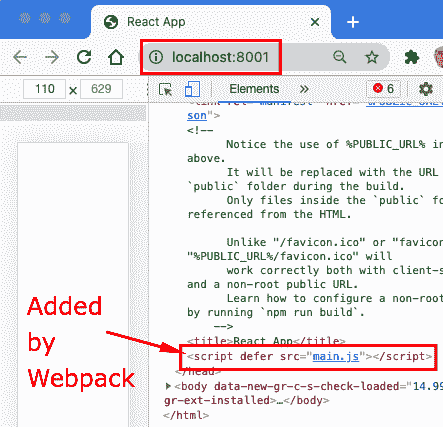 React App
localhost:8001
110 × 629
Elements
6
son">
<!--
Notice the use of %PUBLIC_URL% in
above.
It will be replaced with the URL
`public` folder during the build.
Only files inside the `public` fo
referenced from the HTML.
Unlike "/favicon.ico" or "favico
"%PUBLIC_URL%/favicon.ico" will
work correctly both with client-s
and a non-root public URL.
Learn how to configure a non-root
by running `npm run build`.
-->
<title>React App</title>
<script defer src="main.js"></script>
</head>
<body data-new-gr-c-s-check-loaded="14.99
gr-ext-installed>…</body>
</html>
Added
by
Webpack